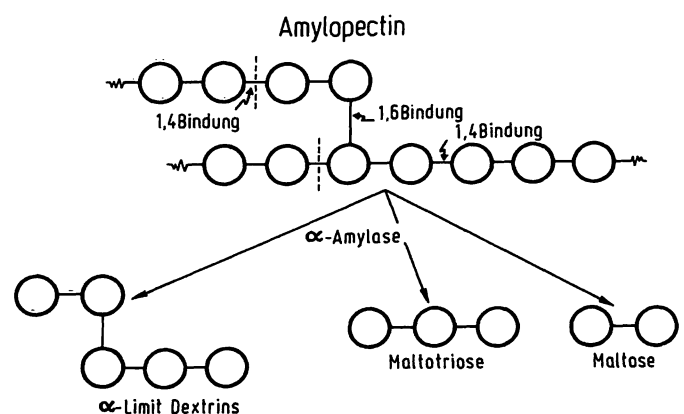 Amylopectin
1,4Bindung
1,6Bindung
1,4Bindung
α-Amylase
Maltotriose
Maltose
α-Limit Dextrins